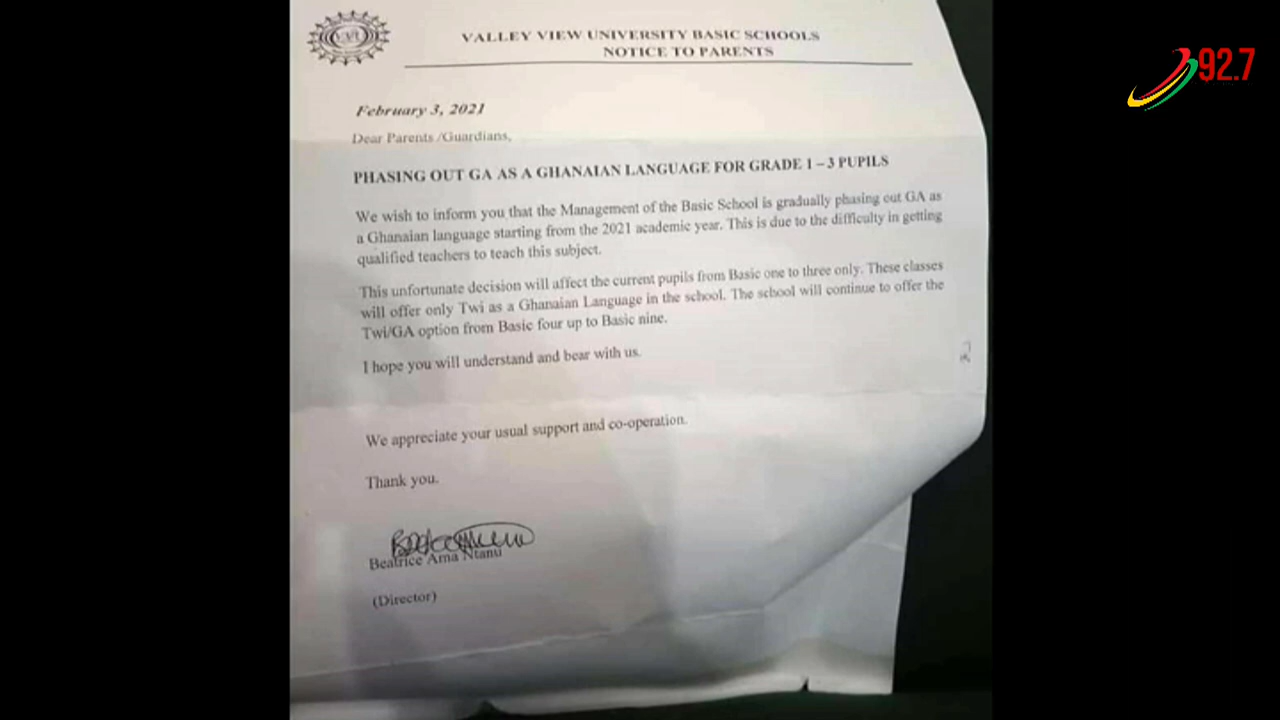 VALLEY VIEW UNIVERSITY BASIC SCHOOLS
NOTICE TO PARENTS
92.7
V.V.U
February 3, 2021
Dear Parents /Guardians,
PHASING OUT GA AS A GHANAIAN LANGUAGE FOR GRADE 1 – 3 PUPILS
We wish to inform you that the Management of the Basic School is gradually phasing out GA as
a Ghanaian language starting from the 2021 academic year. This is due to the difficulty in getting
qualified teachers to teach this subject.
This unfortunate decision will affect the current pupils from Basic one to three only. These classes
will offer only Twi as a Ghanaian Language in the school. The school will continue to offer the
Twi/GA option from Basic four up to Basic nine.
I hope you will understand and bear with us.
We appreciate your usual support and co-operation.
Thank you.
Beatrice Ama Ntanu
(Director)